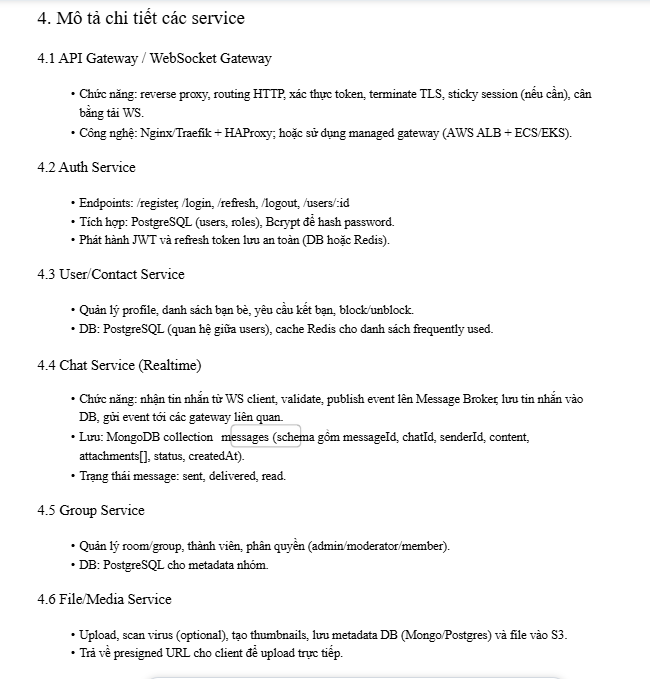 4. Mô tả chi tiết các service
4.1 API Gateway / WebSocket Gateway
• Chức năng: reverse proxy, routing HTTP, xác thực token, terminate TLS, sticky session (nếu cần), cân
bằng tải WS.
• Công nghệ: Nginx/Traefik + HAProxy; hoặc sử dụng managed gateway (AWS ALB + ECS/EKS).
4.2 Auth Service
• Endpoints: /register, /login, /refresh, /logout, /users/:id
• Tích hợp: PostgreSQL (users, roles), Bcrypt để hash password.
• Phát hành JWT và refresh token lưu an toàn (DB hoặc Redis).
4.3 User/Contact Service
• Quản lý profile, danh sách bạn bè, yêu cầu kết bạn, block/unblock.
• DB: PostgreSQL (quan hệ giữa users), cache Redis cho danh sách frequently used.
4.4 Chat Service (Realtime)
• Chức năng: nhận tin nhắn từ WS client, validate, publish event lên Message Broker, lưu tin nhắn vào
DB, gửi event tới các gateway liên quan.
• Lưu: MongoDB collection messages (schema gồm messageId, chatId, senderId, content,
attachments[], status, createdAt).
• Trạng thái message: sent, delivered, read.
4.5 Group Service
• Quản lý room/group, thành viên, phân quyền (admin/moderator/member).
• DB: PostgreSQL cho metadata nhóm.
4.6 File/Media Service
• Upload, scan virus (optional), tạo thumbnails, lưu metadata DB (Mongo/Postgres) và file vào S3.
• Trả về presigned URL cho client để upload trực tiếp.